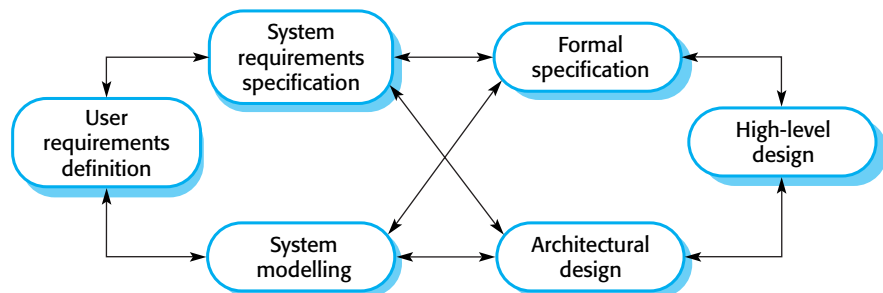 System
requirements
specification
Formal
specification
User
requirements
definition
High-level
design
System
modelling
Architectural
design